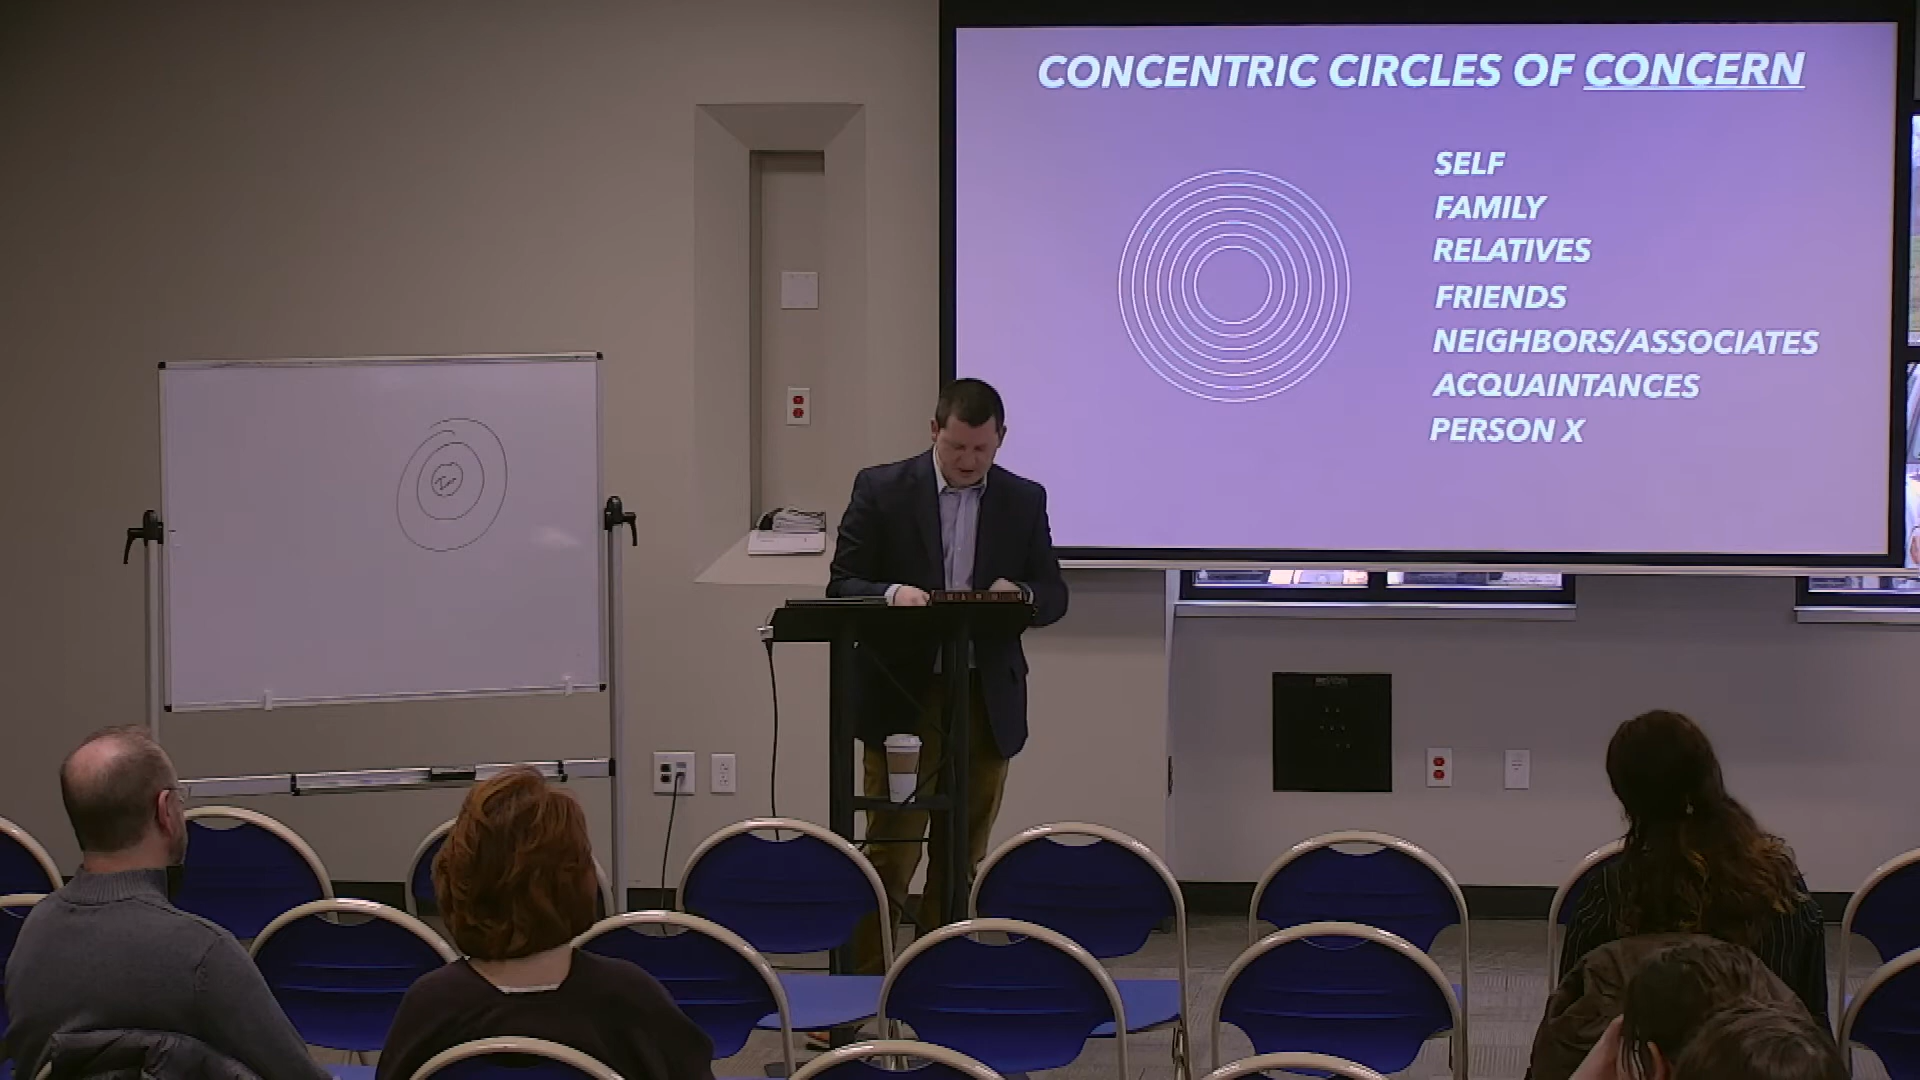 CONCENTRIC CIRCLES OF CONCERN
SELF
FAMILY
RELATIVES
FRIENDS
NEIGHBORS/ASSOCIATES
ACQUAINTANCES
PERSON X